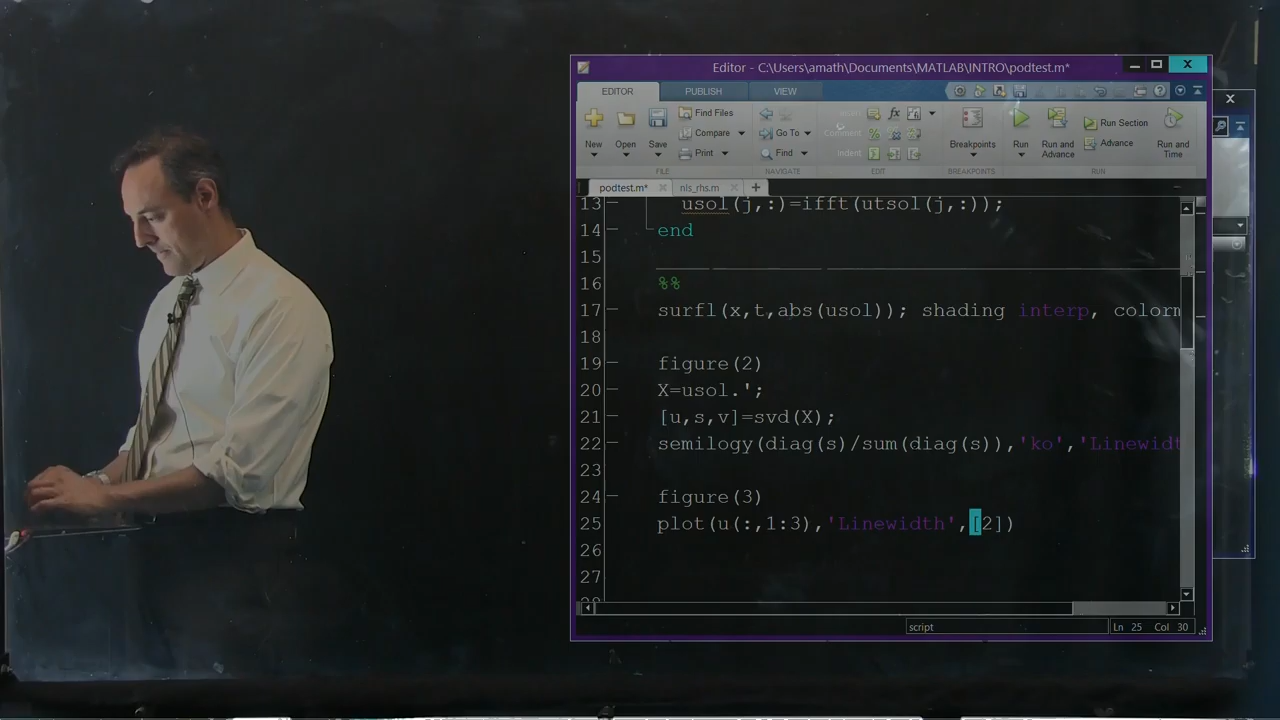 Editor - C:\Users\amath\Documents\MATLAB\INTRO\podtest.m*
EDITOR PUBLISH VIEW
New Open Save Find Files Compare Print Go To Find Comment Indent fx Breakpoints Run Run and Advance Run Section Advance Run and Time
FILE NAVIGATE EDIT BREAKPOINTS RUN
podtest.m* nls_rhs.m
13 usol(j,:)=ifft(utsol(j,:));
14 end
15
16 %%
17 surfl(x,t,abs(usol)); shading interp, colorm
18
19 figure(2)
20 X=usol.';
21 [u,s,v]=svd(X);
22 semilogy(diag(s)/sum(diag(s)),'ko','Linewidt
23
24 figure(3)
25 plot(u(:,1:3),'Linewidth',[2])
26
27
script Ln 25 Col 30